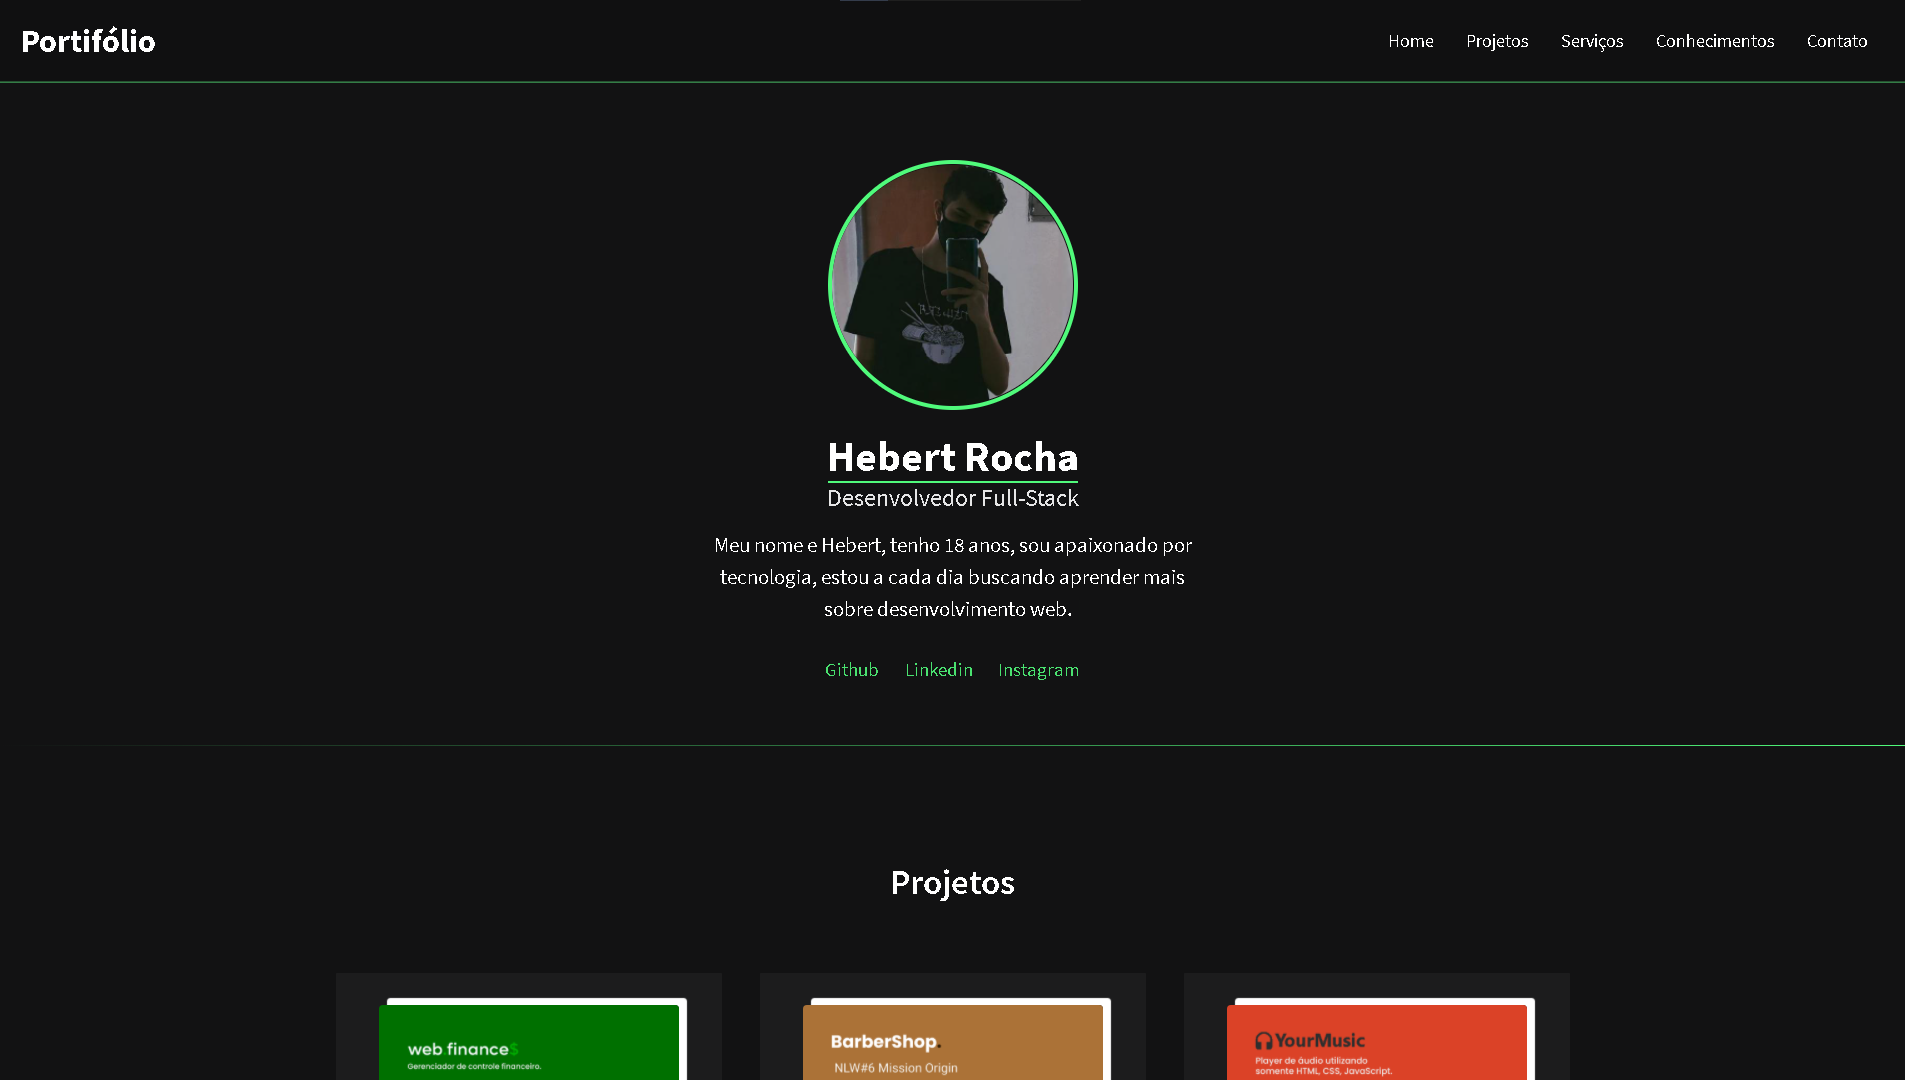 Portifólio
Home Projetos Serviços Conhecimentos Contato
Hebert Rocha
Desenvolvedor Full-Stack
Meu nome e Hebert, tenho 18 anos, sou apaixonado por
tecnologia, estou a cada dia buscando aprender mais
sobre desenvolvimento web.
Github Linkedin Instagram
Projetos
web.finance$
Gerenciador de controle financeiro.
BarberShop.
NLW#6 Mission Origin
YourMusic
Player de áudio utilizando
somente HTML, CSS, JavaScript.